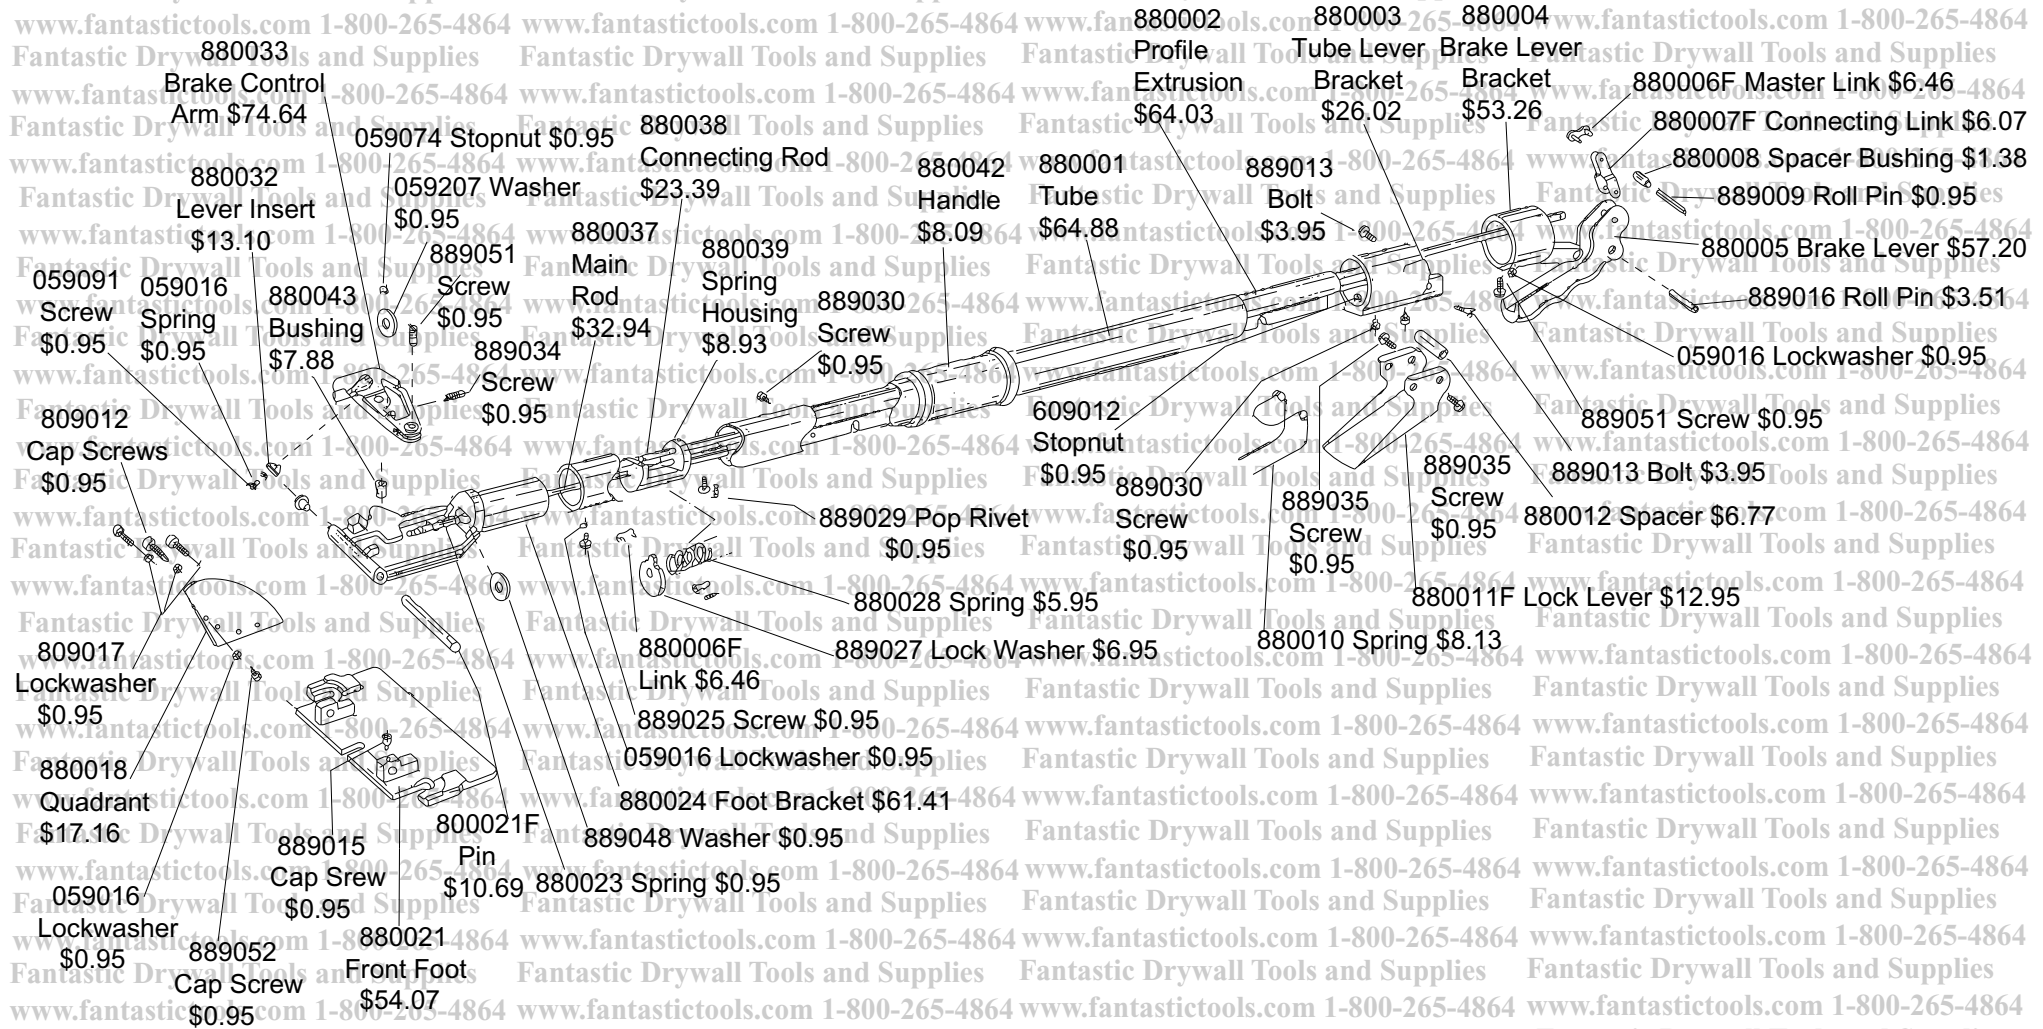 880033
Brake Control
Arm $74.64
059074 Stopnut $0.95
880038
Connecting Rod
$23.39
880032
Lever Insert
$13.10
059207 Washer
$0.95
880042
Handle
$8.09
880001
Tube
$64.88
880002
Profile
Extrusion
$64.03
880003
Tube Lever
Bracket
$26.02
880004
Brake Lever
Bracket
$53.26
880006F Master Link $6.46
880007F Connecting Link $6.07
880008 Spacer Bushing $1.38
889009 Roll Pin $0.95
880005 Brake Lever $57.20
889016 Roll Pin $3.51
059016 Lockwasher $0.95
889051 Screw $0.95
889013 Bolt $3.95
880012 Spacer $6.77
889013
Bolt
$3.95
059091
Screw
$0.95
059016
Spring
$0.95
880043
Bushing
$7.88
889051
Screw
$0.95
889034
Screw
$0.95
880037
Main
Rod
$32.94
880039
Spring
Housing
$8.93
889030
Screw
$0.95
809012
Cap Screws
$0.95
609012
Stopnut
$0.95
889030
Screw
$0.95
889035
Screw
$0.95
889035
Screw
$0.95
880011F Lock Lever $12.95
880010 Spring $8.13
889029 Pop Rivet
$0.95
880028 Spring $5.95
889027 Lock Washer $6.95
880006F
Link $6.46
889025 Screw $0.95
059016 Lockwasher $0.95
880024 Foot Bracket $61.41
889048 Washer $0.95
880023 Spring $0.95
800021F
Pin
$10.69
809017
Lockwasher
$0.95
880018
Quadrant
$17.16
889015
Cap Srew
$0.95
059016
Lockwasher
$0.95
889052
Cap Screw
$0.95
880021
Front Foot
$54.07
www.fantastictools.com 1-800-265-4864
Fantastic Drywall Tools and Supplies